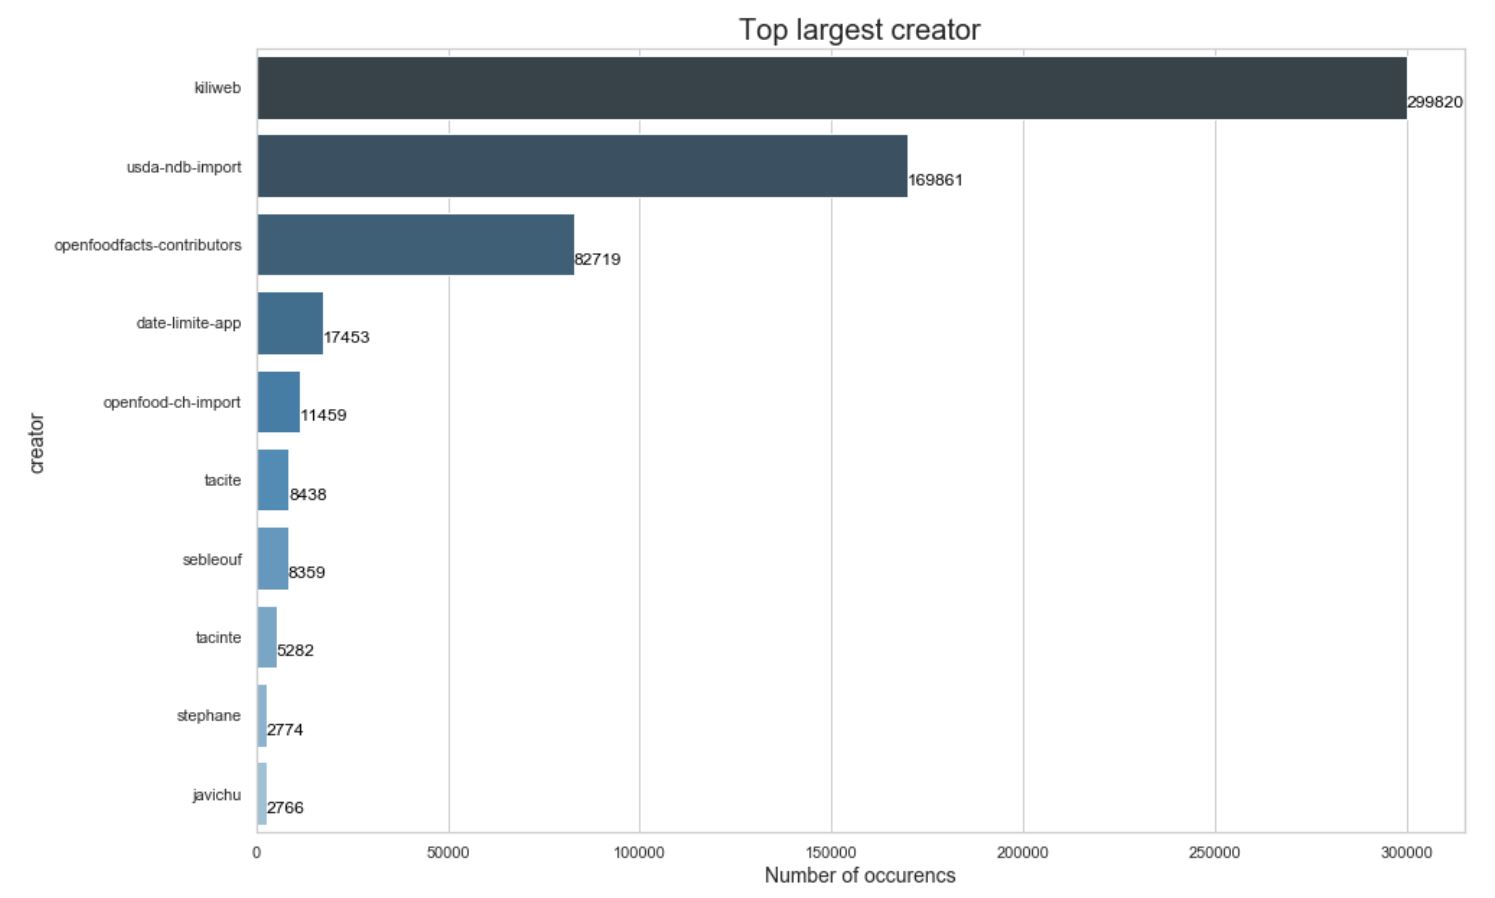 Top largest creator
kiliweb
299820
usda-ndb-import
169861
openfoodfacts-contributors
82719
date-limite-app
17453
openfood-ch-import
11459
tacite
8438
sebleouf
8359
tacinte
5282
stephane
2774
javichu
2766
creator
0 50000 100000 150000 200000 250000 300000
Number of occurencs